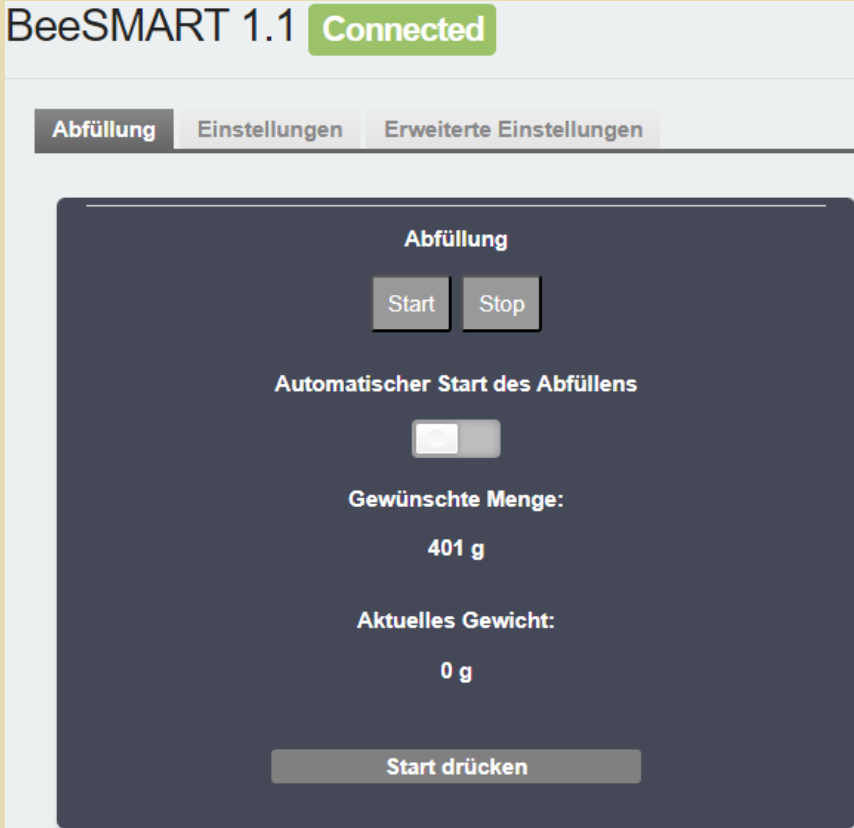 BeeSMART 1.1 Connected
Abfüllung Einstellungen Erweiterte Einstellungen
Abfüllung
Start Stop
Automatischer Start des Abfüllens
Gewünschte Menge:
401 g
Aktuelles Gewicht:
0 g
Start drücken